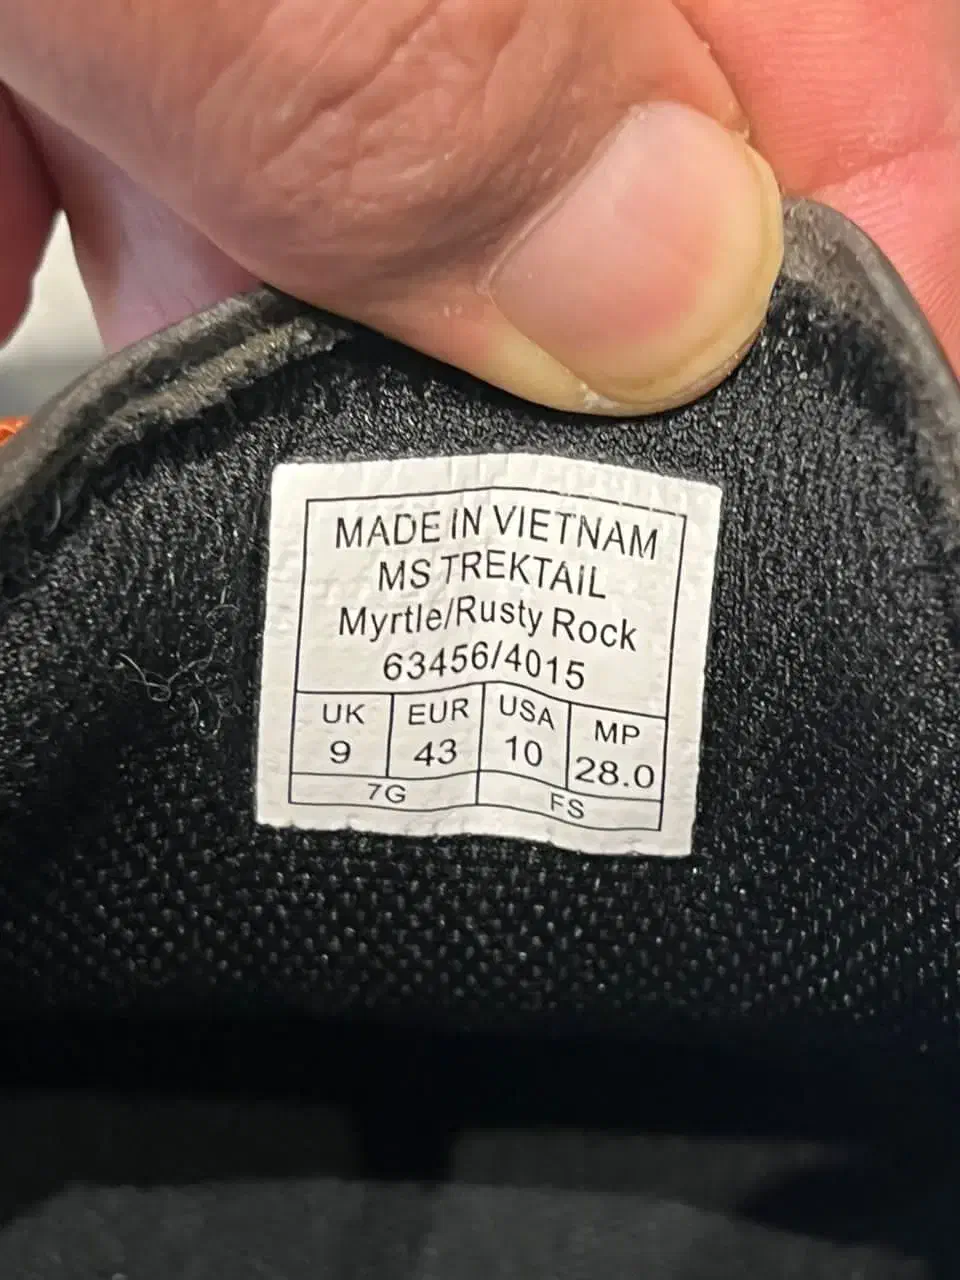 MADE IN VIETNAM
MS TREKTAIL
Myrtle/Rusty Rock
63456/4015
UK EUR USA MP
9 43 10 28.0
7G FS